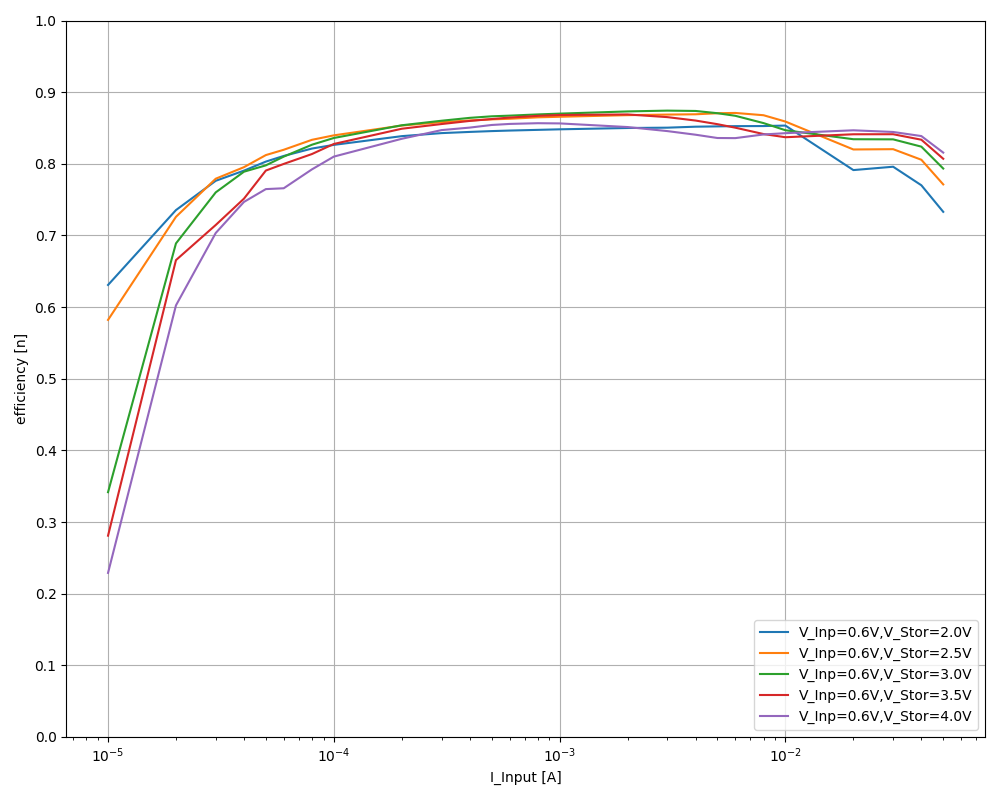 1.0
0.9
0.8
0.7
0.6
0.5
0.4
0.3
0.2
0.1
0.0
efficiency [n]
10⁻⁵ 10⁻⁴ 10⁻³ 10⁻²
I_Input [A]
V_Inp=0.6V,V_Stor=2.0V
V_Inp=0.6V,V_Stor=2.5V
V_Inp=0.6V,V_Stor=3.0V
V_Inp=0.6V,V_Stor=3.5V
V_Inp=0.6V,V_Stor=4.0V